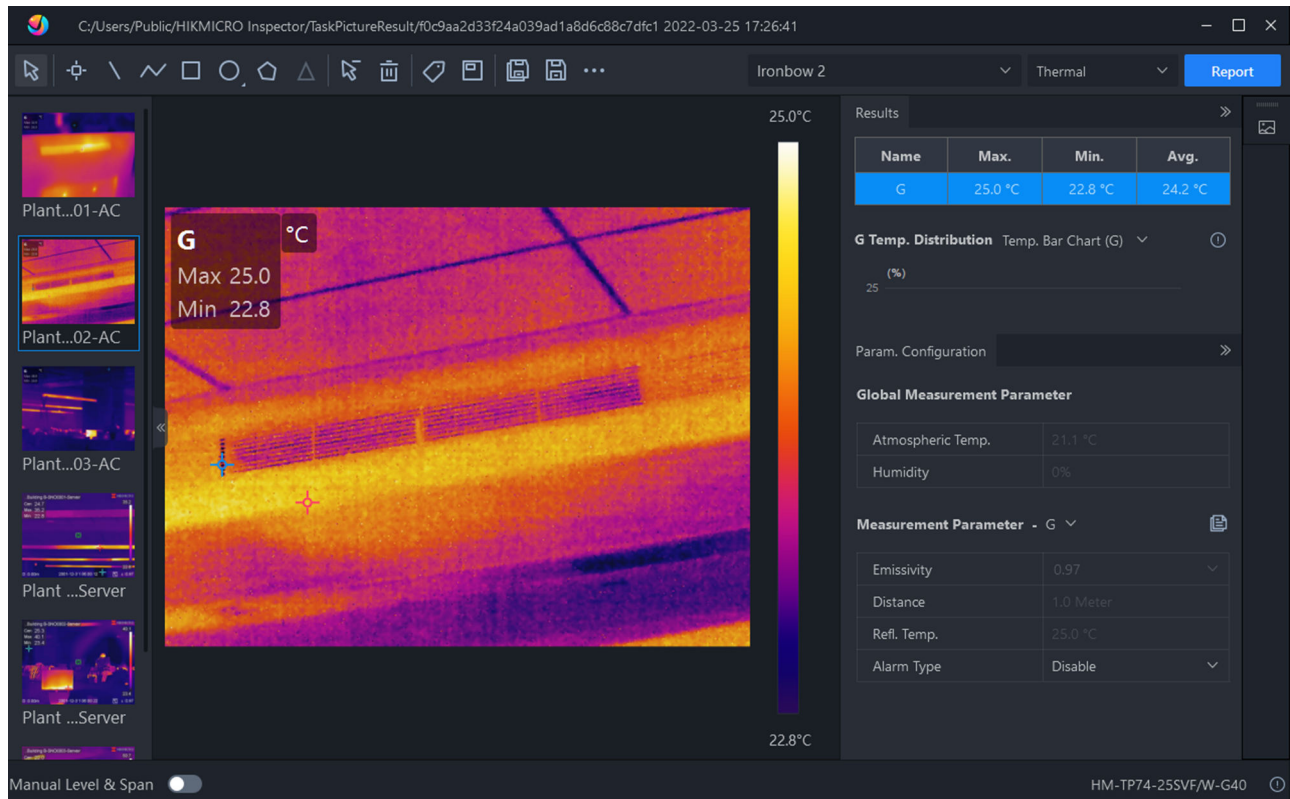 C:/Users/Public/HIKMICRO Inspector/TaskPictureResult/f0c9aa2d33f24a039ad1a8d6c88c7dfc1 2022-03-25 17:26:41
Ironbow 2
Thermal
Report
Plant...01-AC
Plant...02-AC
Plant...03-AC
Plant ...Server
Plant ...Server
Manual Level & Span
G
°C
Max 25.0
Min 22.8
25.0°C
22.8°C
Results
Name Max. Min. Avg.
G 25.0 °C 22.8 °C 24.2 °C
G Temp. Distribution Temp. Bar Chart (G)
(%)
25
Param. Configuration
Global Measurement Parameter
Atmospheric Temp. 21.1 °C
Humidity 0%
Measurement Parameter - G
Emissivity 0.97
Distance 1.0 Meter
Refl. Temp. 25.0 °C
Alarm Type Disable
HM-TP74-25SVF/W-G40